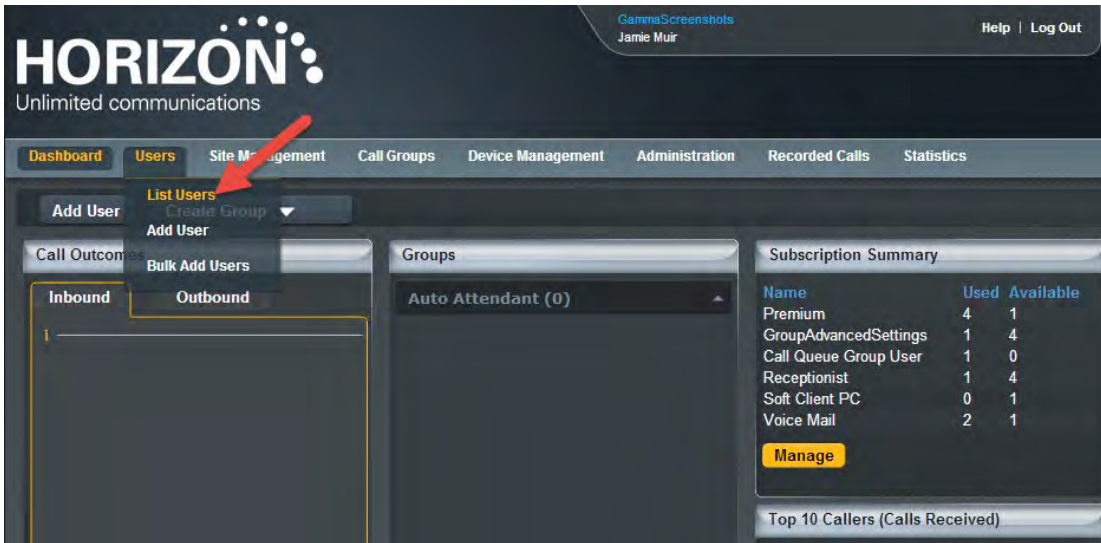 GammaScreenshots
Jamie Muir
Help | Log Out
HORIZON
Unlimited communications
Dashboard Users Site Management Call Groups Device Management Administration Recorded Calls Statistics
List Users
Add User
Bulk Add Users
Add User Create Group
Call Outcomes
Inbound Outbound
1
Groups
Auto Attendant (0)
Subscription Summary
Name Used Available
Premium 4 1
GroupAdvancedSettings 1 4
Call Queue Group User 1 0
Receptionist 1 4
Soft Client PC 0 1
Voice Mail 2 1
Manage
Top 10 Callers (Calls Received)